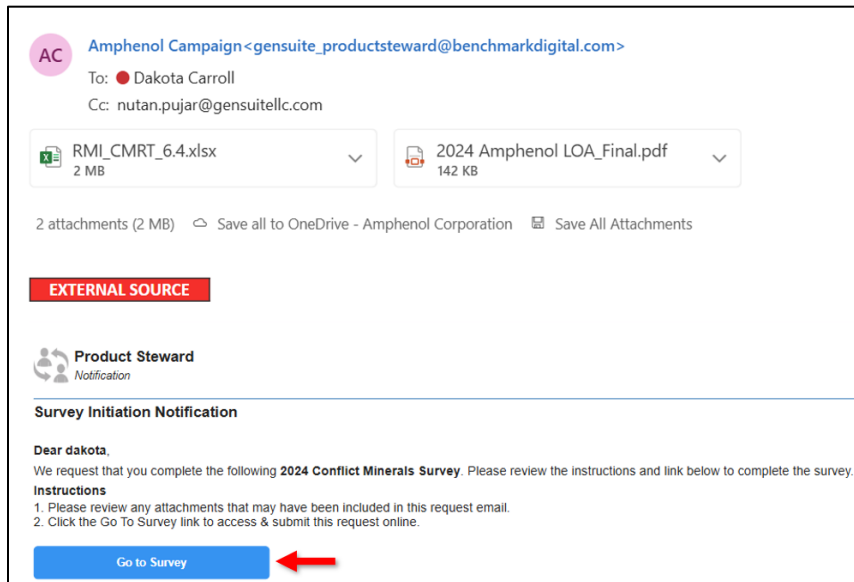 AC
Amphenol Campaign<gensuite_productsteward@benchmarkdigital.com>
To: Dakota Carroll
Cc: nutan.pujar@gensuitellc.com
RMI_CMRT_6.4.xlsx
2 MB
2024 Amphenol LOA_Final.pdf
142 KB
2 attachments (2 MB) Save all to OneDrive - Amphenol Corporation Save All Attachments
EXTERNAL SOURCE
Product Steward
Notification
Survey Initiation Notification
Dear dakota,
We request that you complete the following 2024 Conflict Minerals Survey. Please review the instructions and link below to complete the survey.
Instructions
1. Please review any attachments that may have been included in this request email.
2. Click the Go To Survey link to access & submit this request online.
Go to Survey